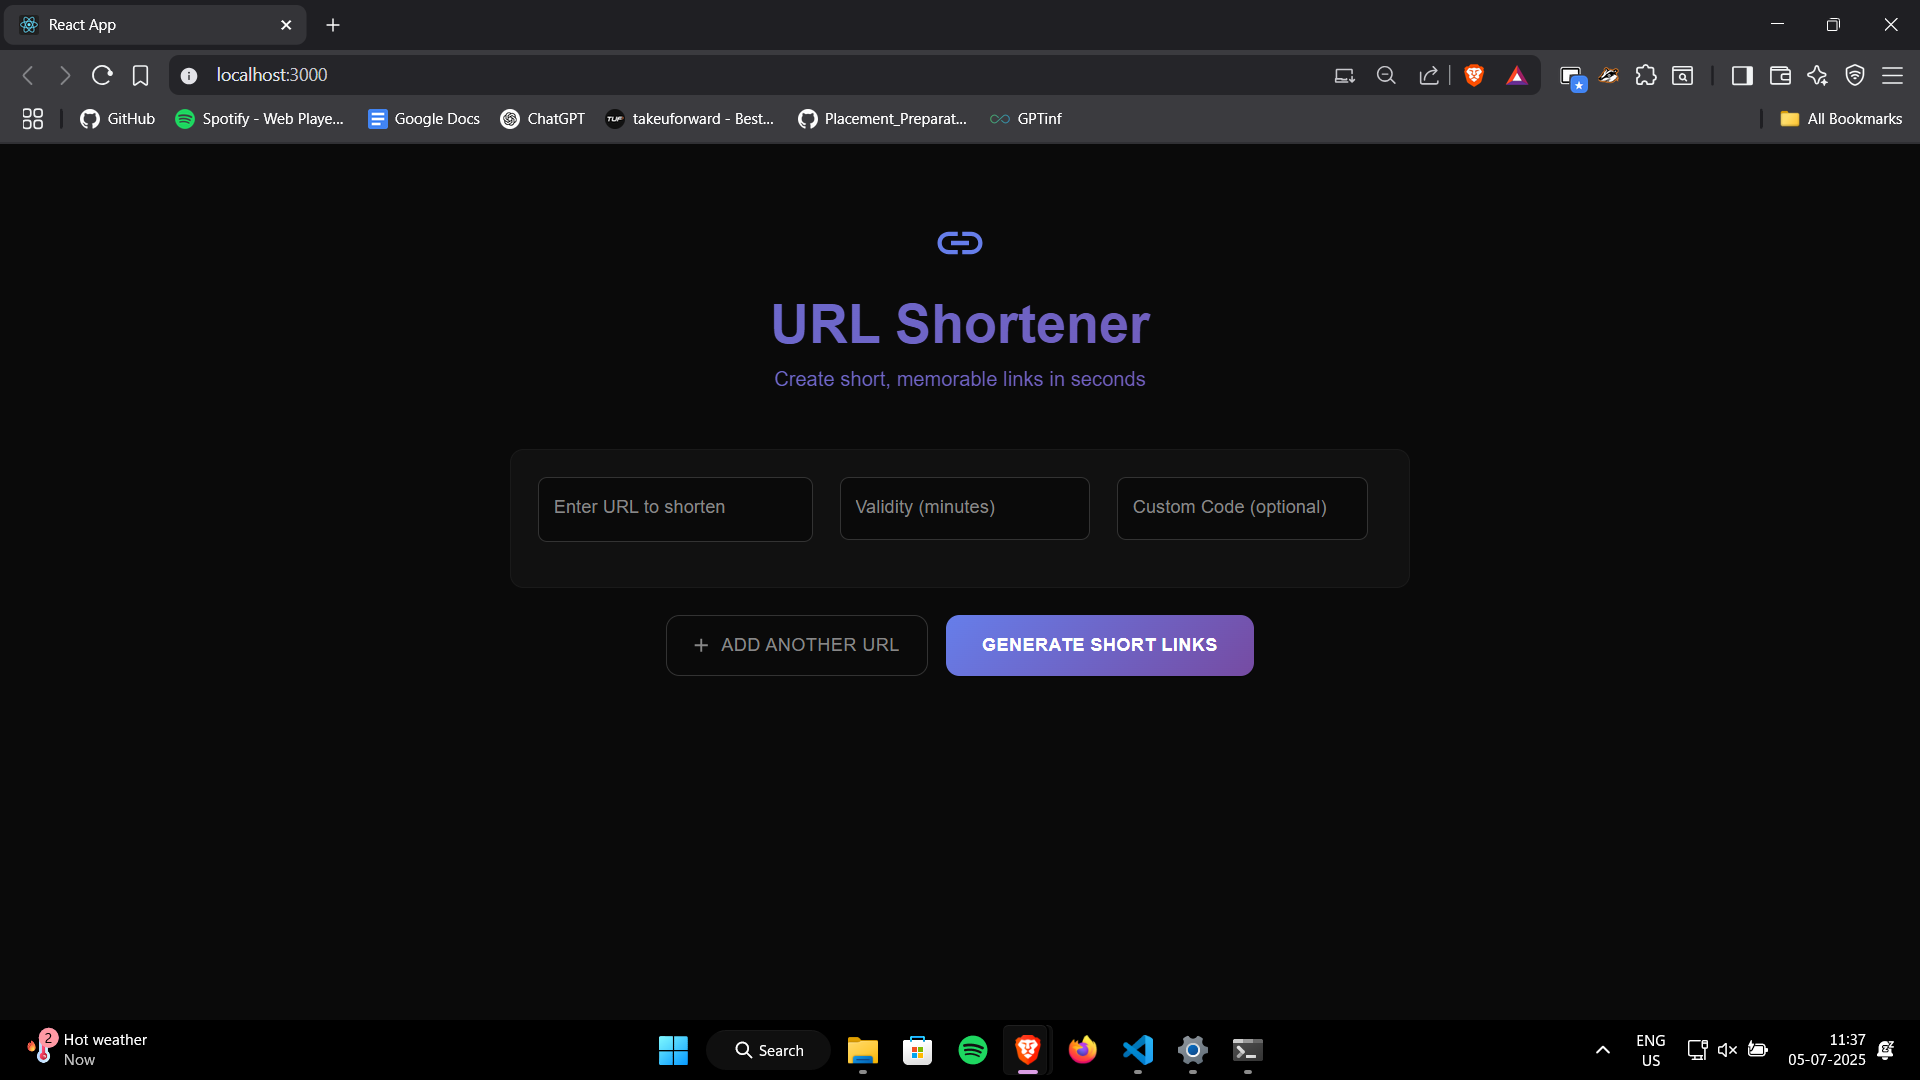 React App
localhost:3000
GitHub
Spotify - Web Playe...
Google Docs
ChatGPT
TUF
takeuforward - Best...
Placement_Preparat...
GPTinf
All Bookmarks
URL Shortener
Create short, memorable links in seconds
Enter URL to shorten
Validity (minutes)
Custom Code (optional)
+ ADD ANOTHER URL
GENERATE SHORT LINKS
2
Hot weather
Now
Search
ENG
US
11:37
05-07-2025